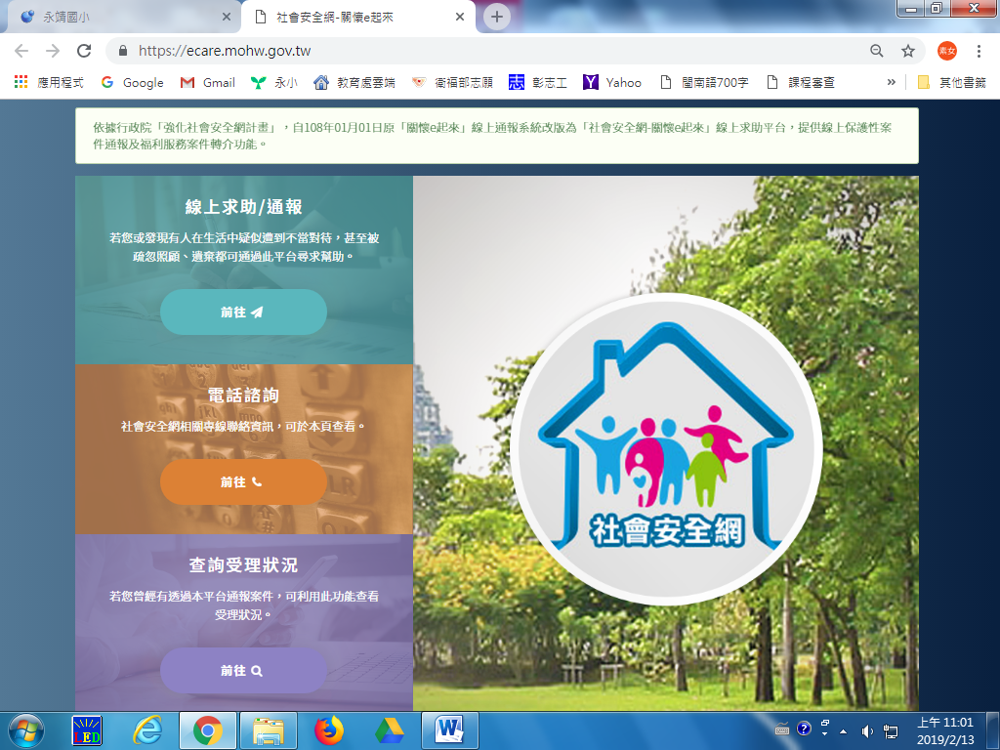 永靖國小
社會安全網-關懷e起來
https://ecare.mohw.gov.tw
素女
應用程式
Google
Gmail
永小
教育處雲端
衛福部志願
志 彰志工
Yahoo
閩南語700字
課程審查
»
其他書籤
依據行政院「強化社會安全網計畫」，自108年01月01日原「關懷e起來」線上通報系統改版為「社會安全網-關懷e起來」線上求助平台，提供線上保護性案
件通報及福利服務案件轉介功能。
線上求助/通報
若您或發現有人在生活中疑似遭到不當對待，甚至被
疏忽照顧、遺棄都可通過此平台尋求幫助。
前往
電話諮詢
社會安全網相關專線聯絡資訊，可於本頁查看。
前往
查詢受理狀況
若您曾經有透過本平台通報案件，可利用此功能查看
受理狀況。
前往
社會安全網
LED
上午 11:01
2019/2/13